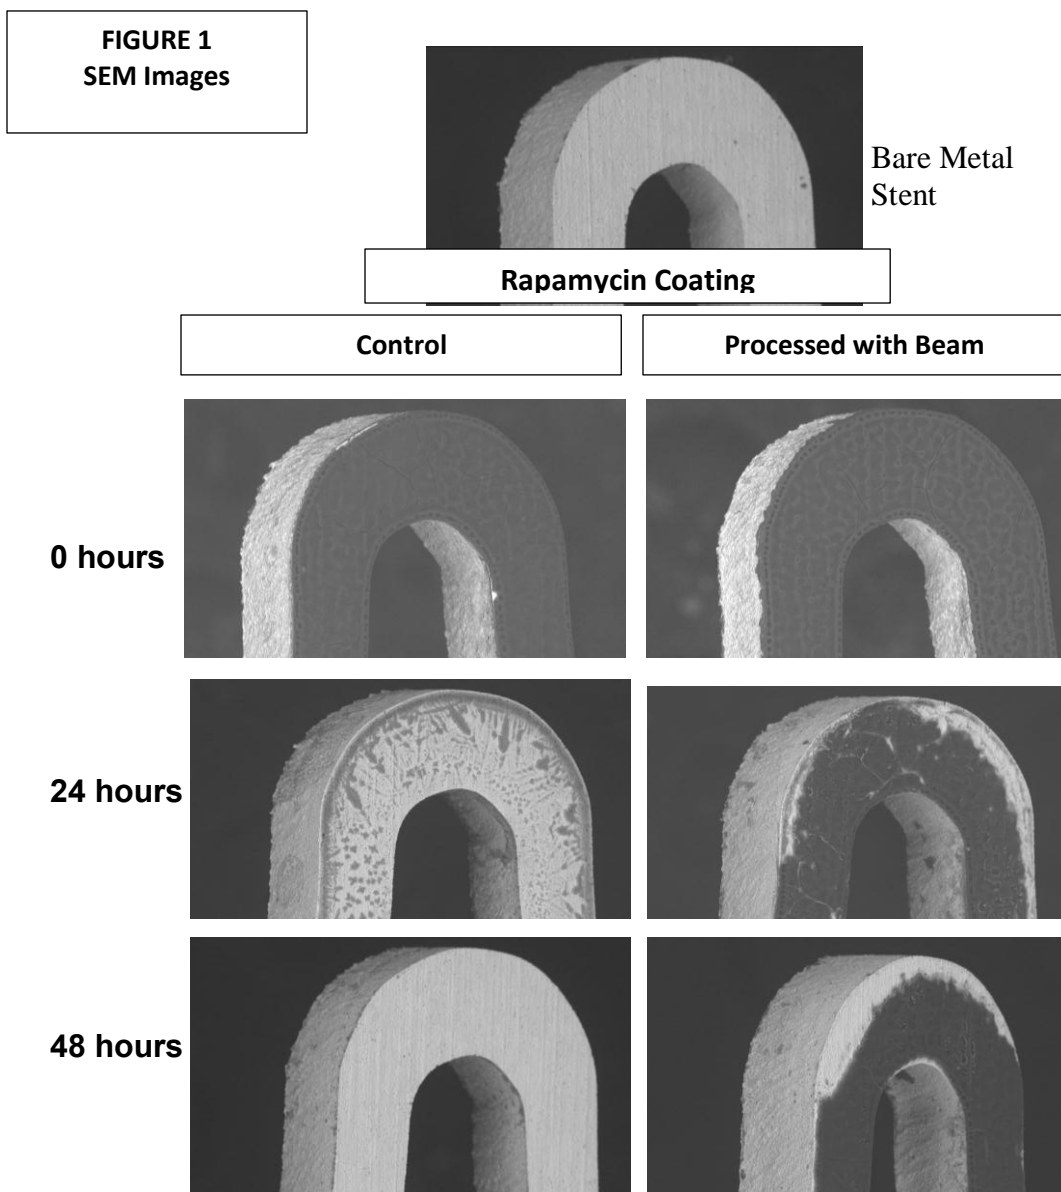 FIGURE 1
SEM Images
Bare Metal
Stent
Rapamycin Coating
Control
Processed with Beam
0 hours
24 hours
48 hours